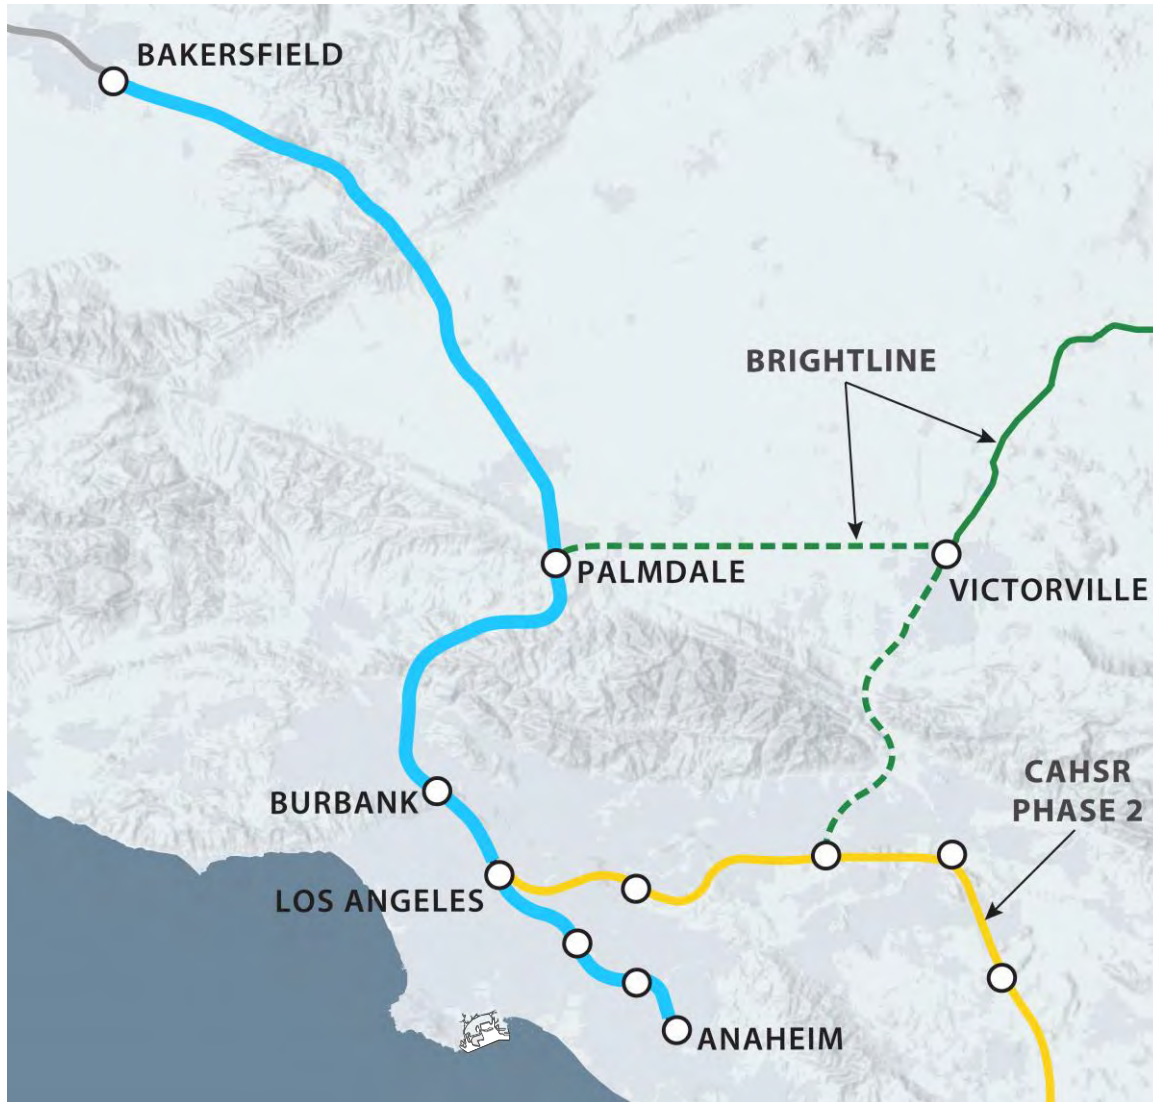 BAKERSFIELD
BRIGHTLINE
PALMDALE
VICTORVILLE
CAHSR
PHASE 2
BURBANK
LOS ANGELES
ANAHEIM